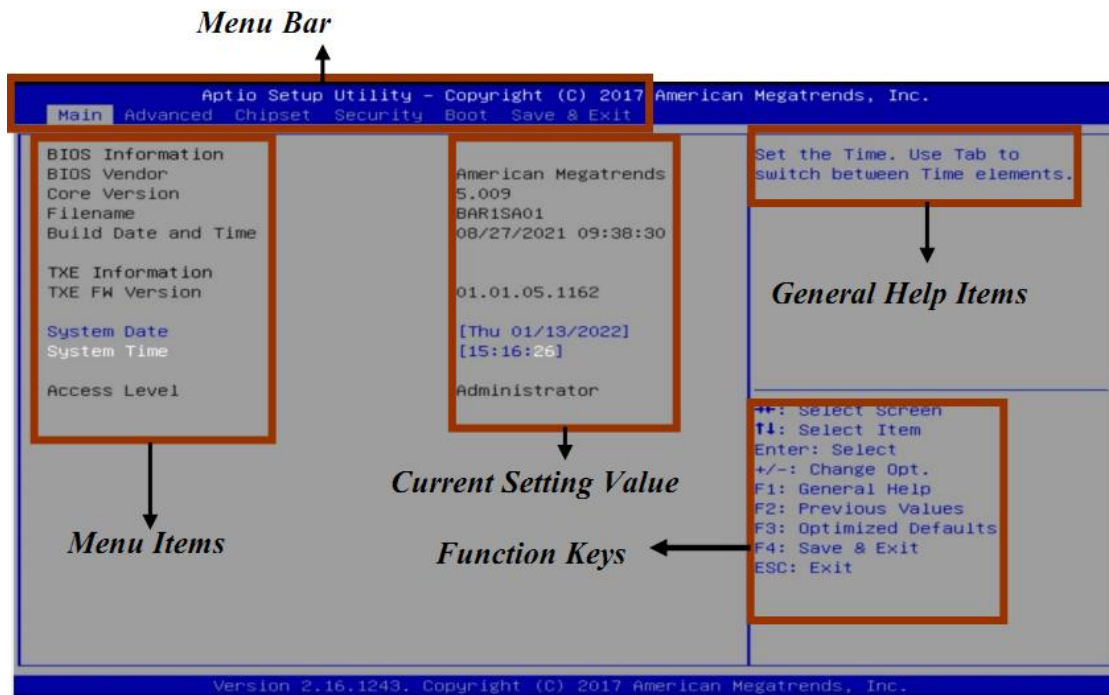 Menu Bar
Aptio Setup Utility – Copyright (C) 2017 American Megatrends, Inc.
Main Advanced Chipset Security Boot Save & Exit
BIOS Information
BIOS Vendor American Megatrends
Core Version 5.009
Filename BAR1SA01
Build Date and Time 08/27/2021 09:38:30
TXE Information
TXE FW Version 01.01.05.1162
System Date [Thu 01/13/2022]
System Time [15:16:26]
Access Level Administrator
Set the Time. Use Tab to
switch between Time elements.
General Help Items
→←: Select Screen
↑↓: Select Item
Enter: Select
+/-: Change Opt.
F1: General Help
F2: Previous Values
F3: Optimized Defaults
F4: Save & Exit
ESC: Exit
Current Setting Value
Menu Items
Function Keys
Version 2.16.1243. Copyright (C) 2017 American Megatrends, Inc.